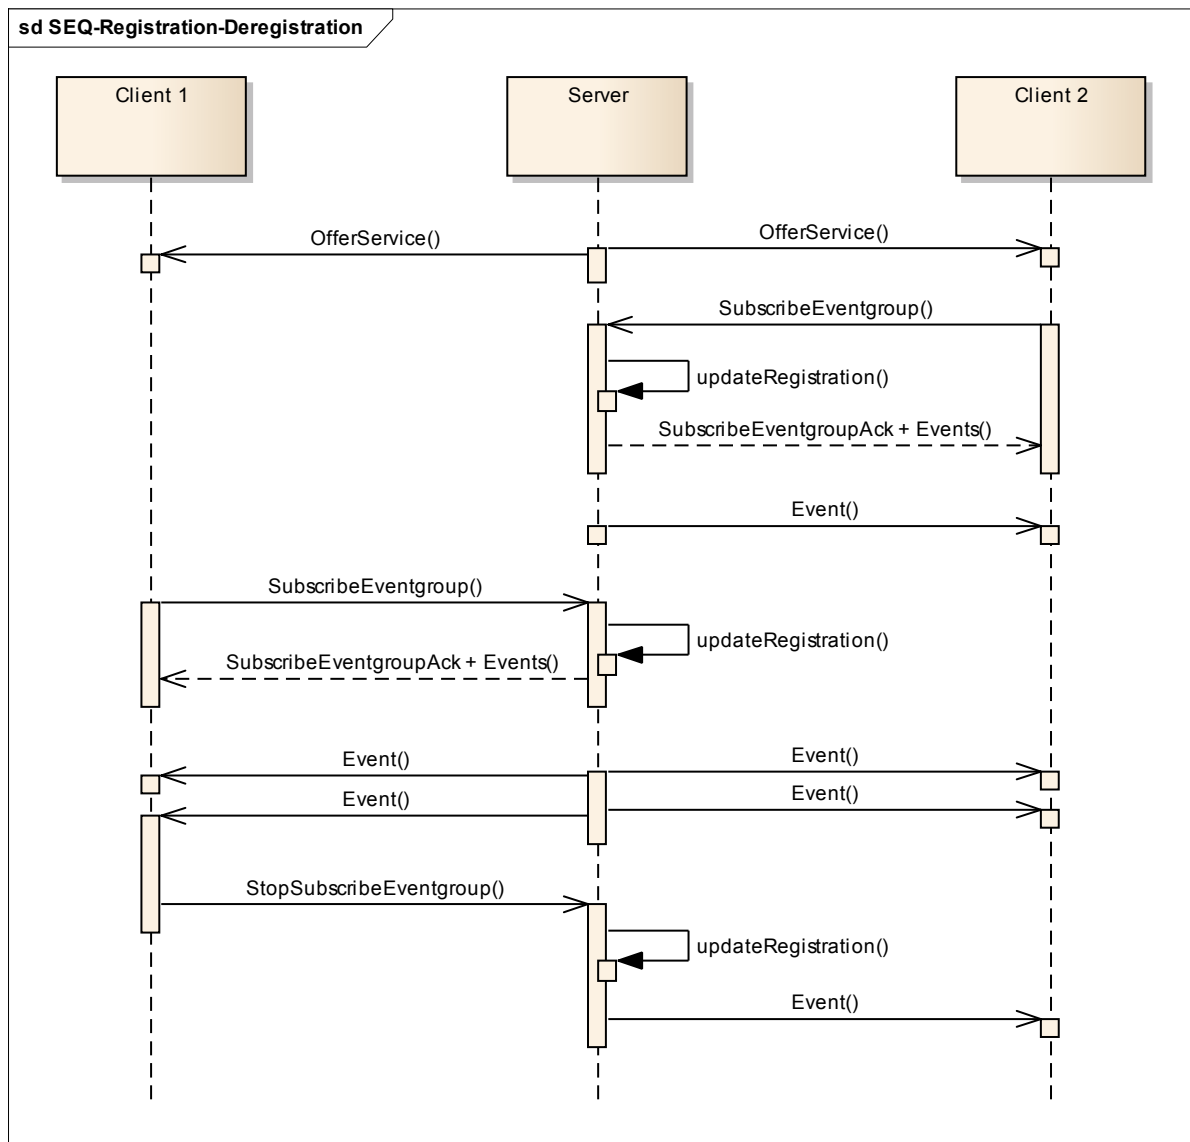 sd SEQ-Registration-Deregistration
Client 1
Server
Client 2
OfferService()
OfferService()
SubscribeEventgroup()
updateRegistration()
SubscribeEventgroupAck + Events()
Event()
SubscribeEventgroup()
updateRegistration()
SubscribeEventgroupAck + Events()
Event()
Event()
Event()
Event()
StopSubscribeEventgroup()
updateRegistration()
Event()